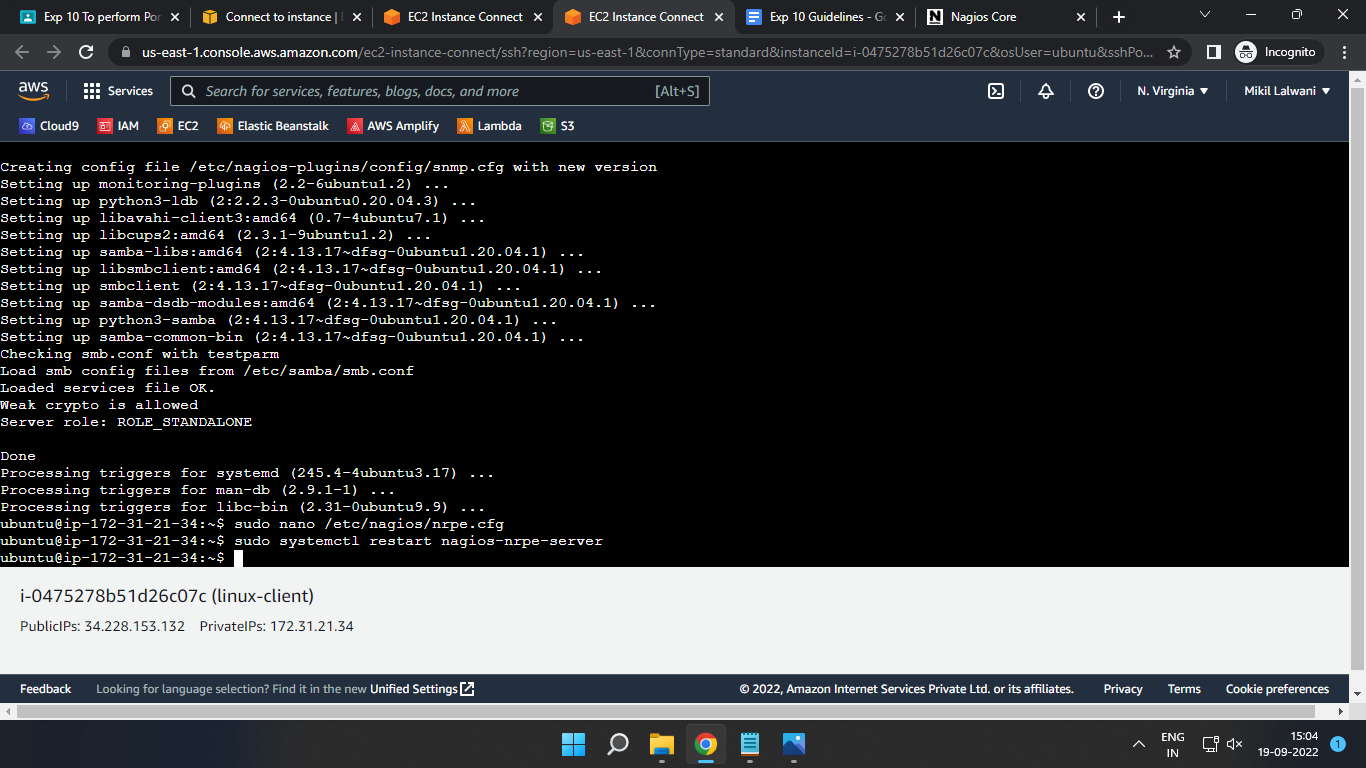 Exp 10 To perform Por
Connect to instance |
EC2 Instance Connect
EC2 Instance Connect
Exp 10 Guidelines - Go
Nagios Core
us-east-1.console.aws.amazon.com/ec2-instance-connect/ssh?region=us-east-1&connType=standard&instanceId=i-0475278b51d26c07c&osUser=ubuntu&sshPo...
Incognito
aws
Services
Search for services, features, blogs, docs, and more
[Alt+S]
N. Virginia
Mikil Lalwani
Cloud9
IAM
EC2
Elastic Beanstalk
AWS Amplify
Lambda
S3
Creating config file /etc/nagios-plugins/config/snmp.cfg with new version
Setting up monitoring-plugins (2.2-6ubuntu1.2) ...
Setting up python3-ldb (2:2.2.3-0ubuntu0.20.04.3) ...
Setting up libavahi-client3:amd64 (0.7-4ubuntu7.1) ...
Setting up libcups2:amd64 (2.3.1-9ubuntu1.2) ...
Setting up samba-libs:amd64 (2:4.13.17~dfsg-0ubuntu1.20.04.1) ...
Setting up libsmbclient:amd64 (2:4.13.17~dfsg-0ubuntu1.20.04.1) ...
Setting up smbclient (2:4.13.17~dfsg-0ubuntu1.20.04.1) ...
Setting up samba-dsdb-modules:amd64 (2:4.13.17~dfsg-0ubuntu1.20.04.1) ...
Setting up python3-samba (2:4.13.17~dfsg-0ubuntu1.20.04.1) ...
Setting up samba-common-bin (2:4.13.17~dfsg-0ubuntu1.20.04.1) ...
Checking smb.conf with testparm
Load smb config files from /etc/samba/smb.conf
Loaded services file OK.
Weak crypto is allowed
Server role: ROLE_STANDALONE
Done
Processing triggers for systemd (245.4-4ubuntu3.17) ...
Processing triggers for man-db (2.9.1-1) ...
Processing triggers for libc-bin (2.31-0ubuntu9.9) ...
ubuntu@ip-172-31-21-34:~$ sudo nano /etc/nagios/nrpe.cfg
ubuntu@ip-172-31-21-34:~$ sudo systemctl restart nagios-nrpe-server
ubuntu@ip-172-31-21-34:~$
i-0475278b51d26c07c (linux-client)
PublicIPs: 34.228.153.132 PrivateIPs: 172.31.21.34
Feedback
Looking for language selection? Find it in the new Unified Settings
© 2022, Amazon Internet Services Private Ltd. or its affiliates.
Privacy
Terms
Cookie preferences
ENG
IN
15:04
19-09-2022
1